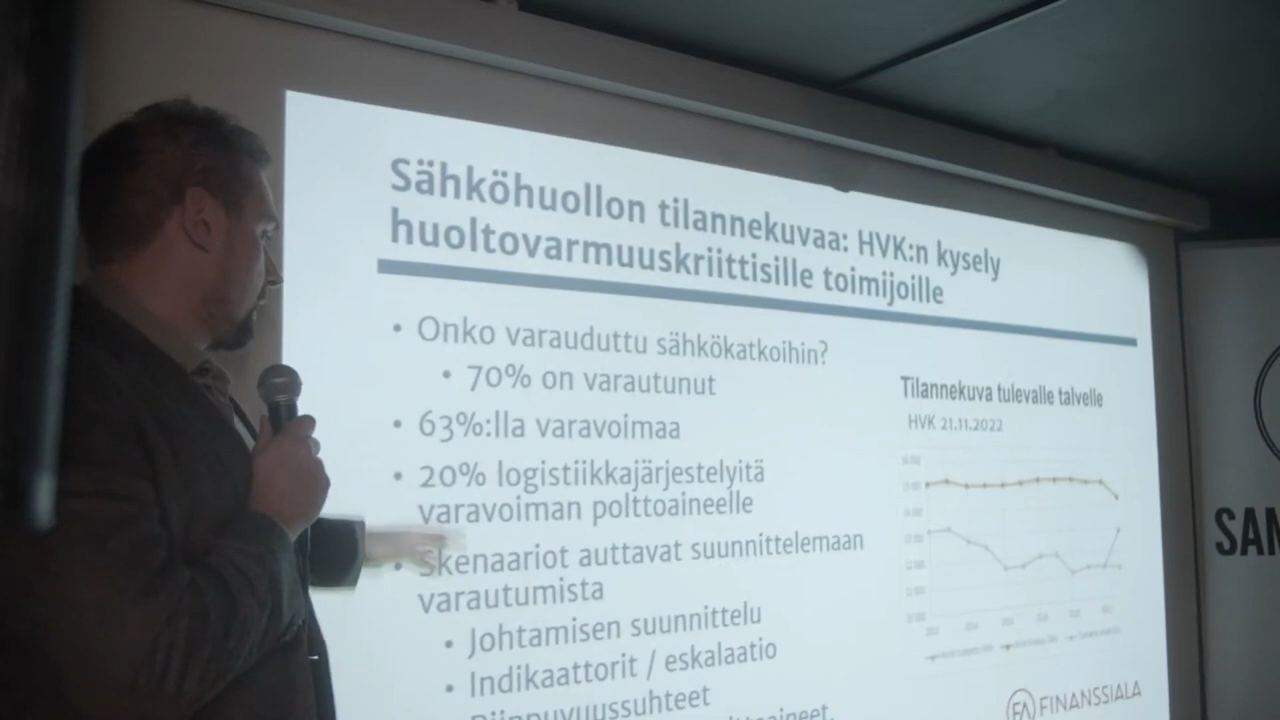 Sähköhuollon tilannekuvaa: HVK:n kysely
huoltovarmuuskriittisille toimijoille
• Onko varauduttu sähkökatkoihin?
• 70% on varautunut
• 63%:lla varavoimaa
• 20% logistiikkajärjestelyitä
varavoiman polttoaineelle
• Skenaariot auttavat suunnittelemaan
varautumista
• Johtamisen suunnittelu
• Indikaattorit / eskalaatio
Tilannekuva tulevalle talvelle
HVK 21.11.2022
FA FINANSSIALA
SAM